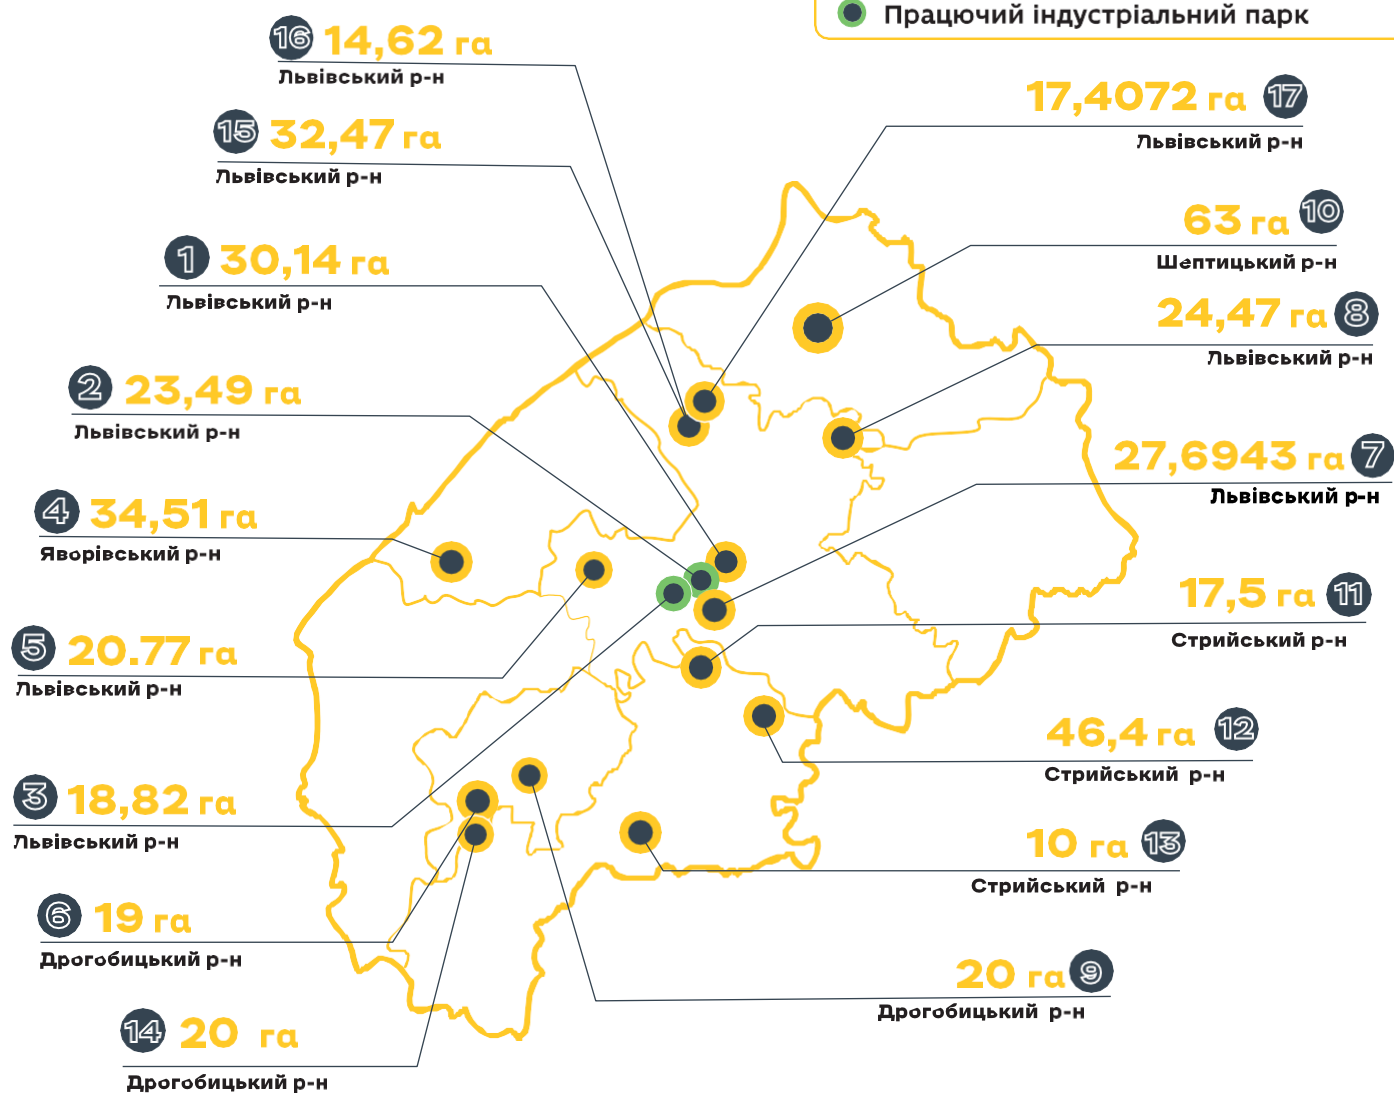 Працюючий індустріальний парк
16 14,62 га
Львівський р-н
17,4072 га 17
Львівський р-н
15 32,47 га
Львівський р-н
63 га 10
Шептицький р-н
1 30,14 га
Львівський р-н
24,47 га 8
Львівський р-н
2 23,49 га
Львівський р-н
27,6943 га 7
Львівський р-н
4 34,51 га
Яворівський р-н
17,5 га 11
Стрийський р-н
5 20.77 га
Львівський р-н
46,4 га 12
Стрийський р-н
3 18,82 га
Львівський р-н
10 га 13
Стрийський р-н
6 19 га
Дрогобицький р-н
20 га 9
Дрогобицький р-н
14 20 га
Дрогобицький р-н